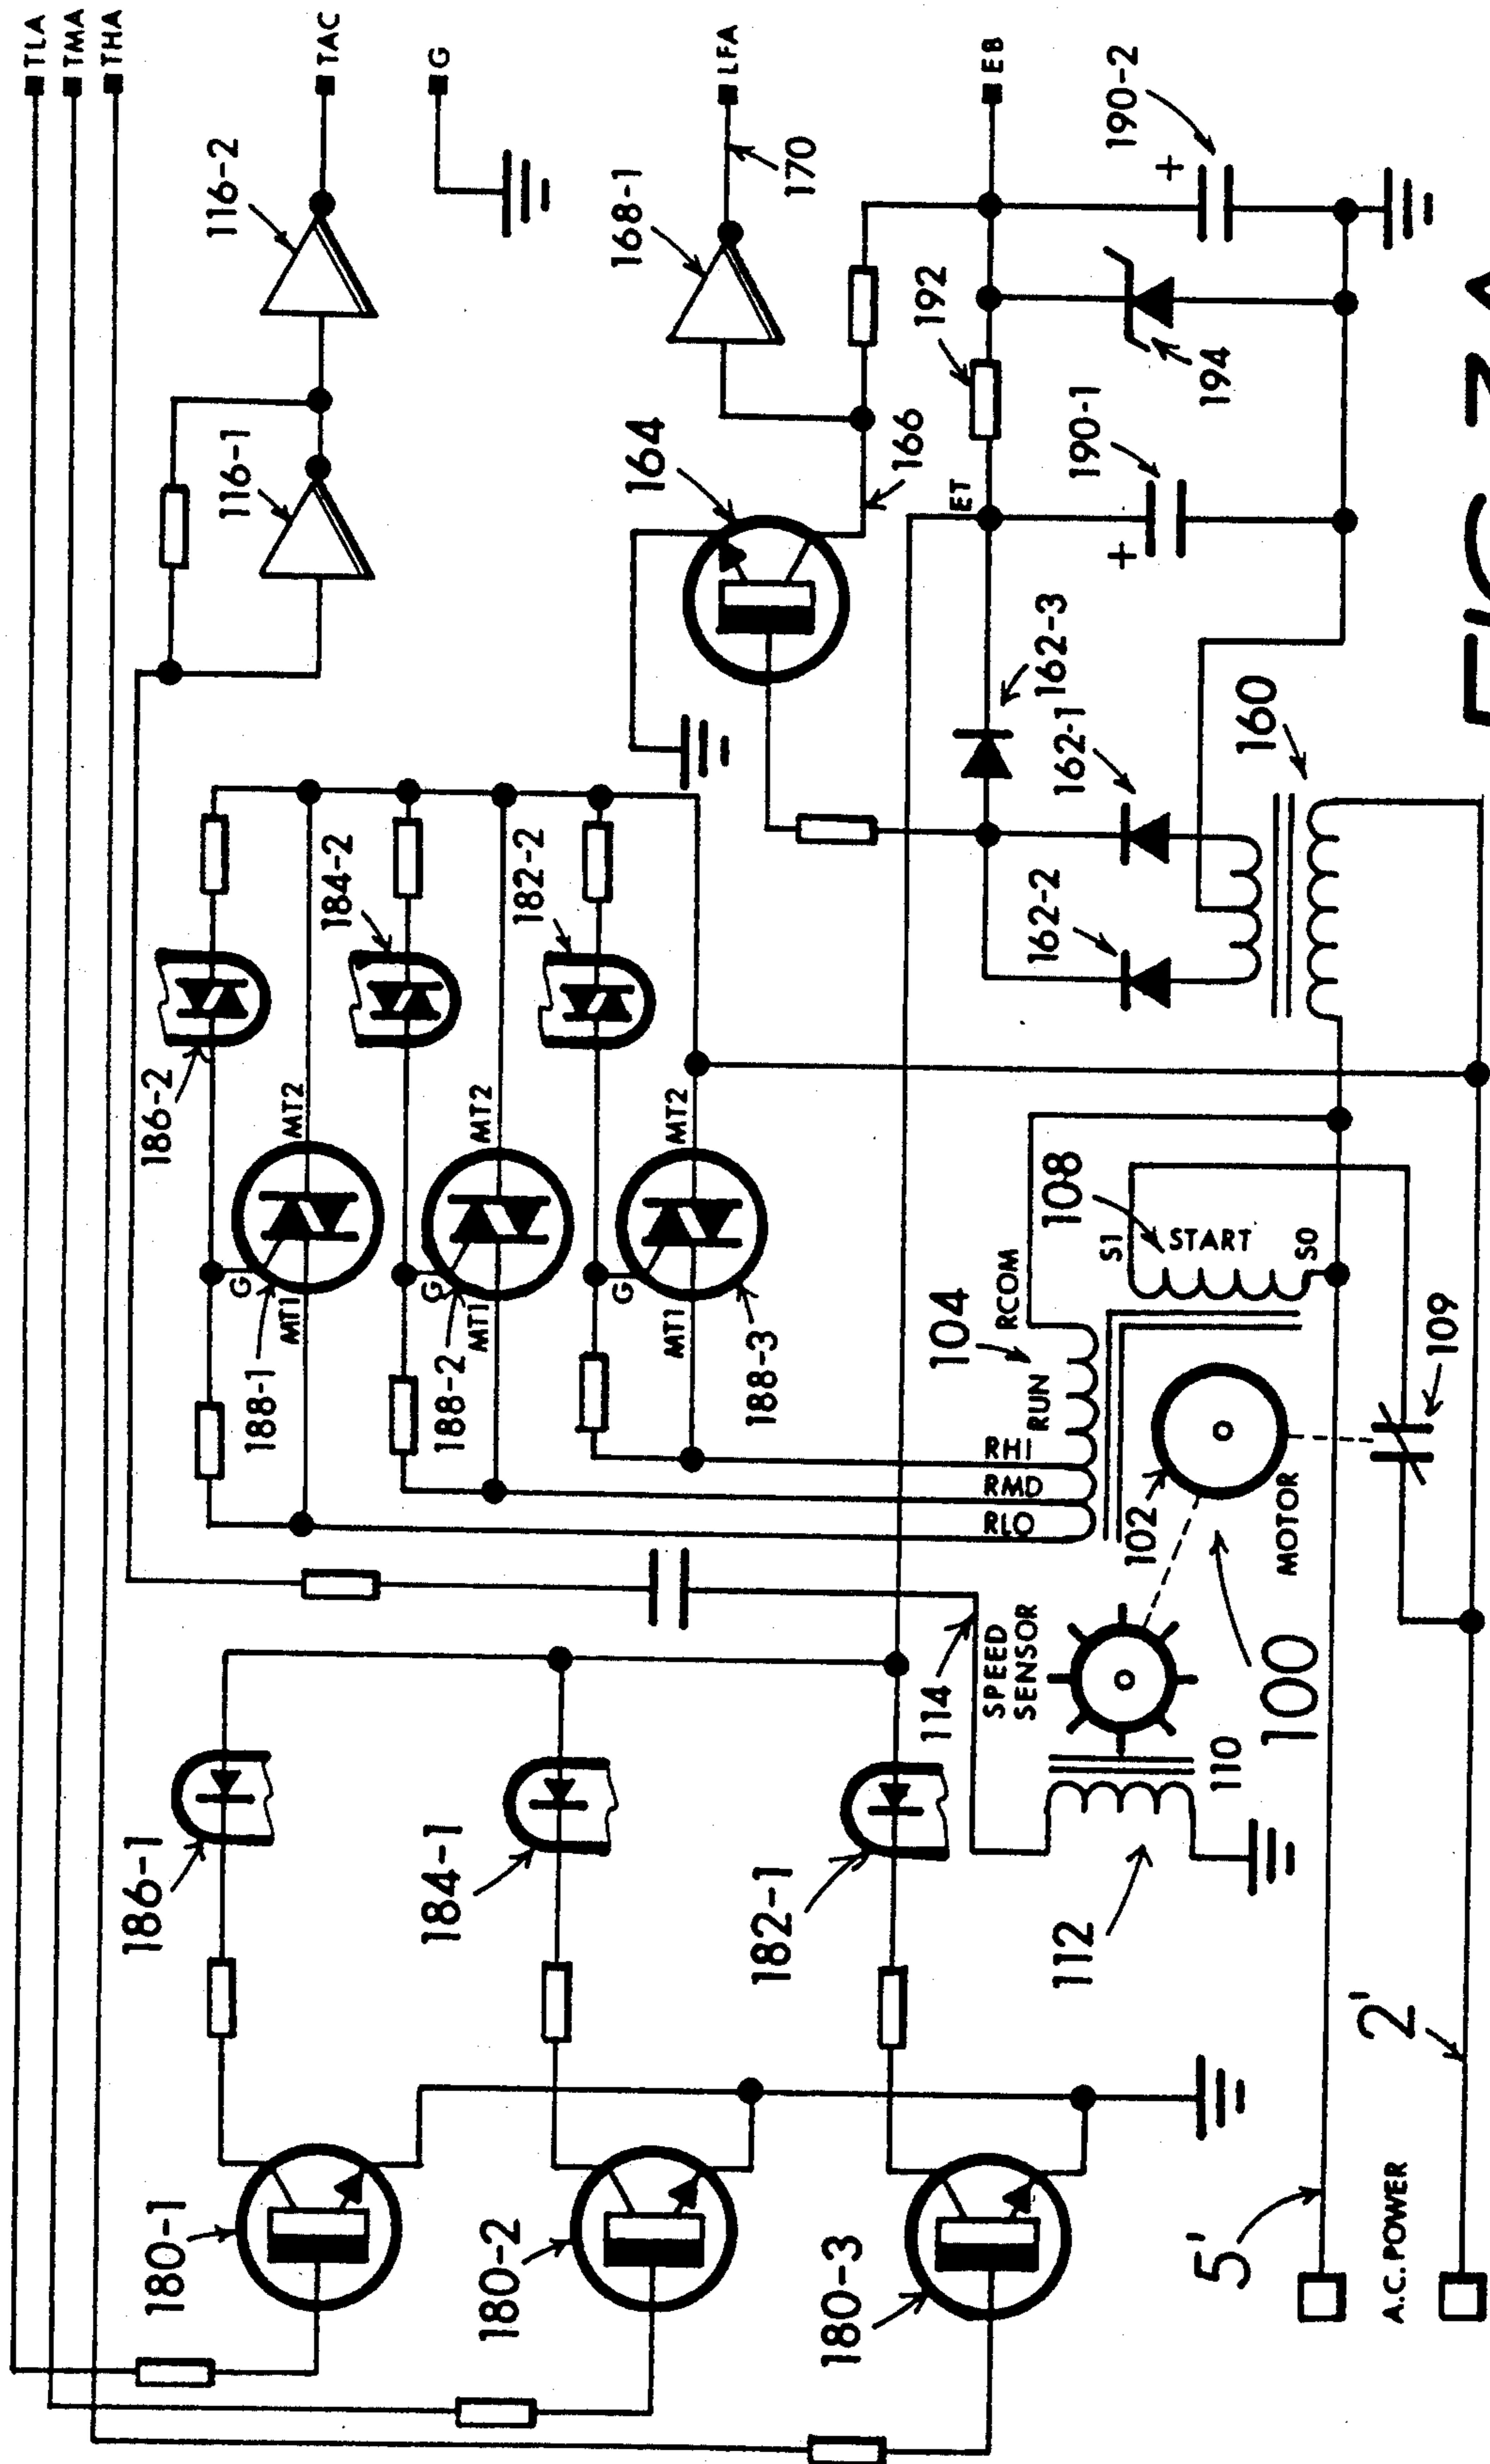 TLA
TMA
THA
186-1
186-2
116-1
116-2
TAC
180-1
188-1
G
MT1
MT2
184-2
G
184-1
188-2
G
MT1
MT2
182-2
180-2
164
168-1
LFA
170
182-1
188-3
G
MT1
MT2
166
180-3
192
ET
EB
114
SPEED
SENSOR
104
RLO
RMD
RHI
RUN
RCOM
162-2
162-1
162-3
190-1
190-2
112
110
102
100
MOTOR
108
S1
START
S0
160
194
5'
A.C. POWER
2'
109